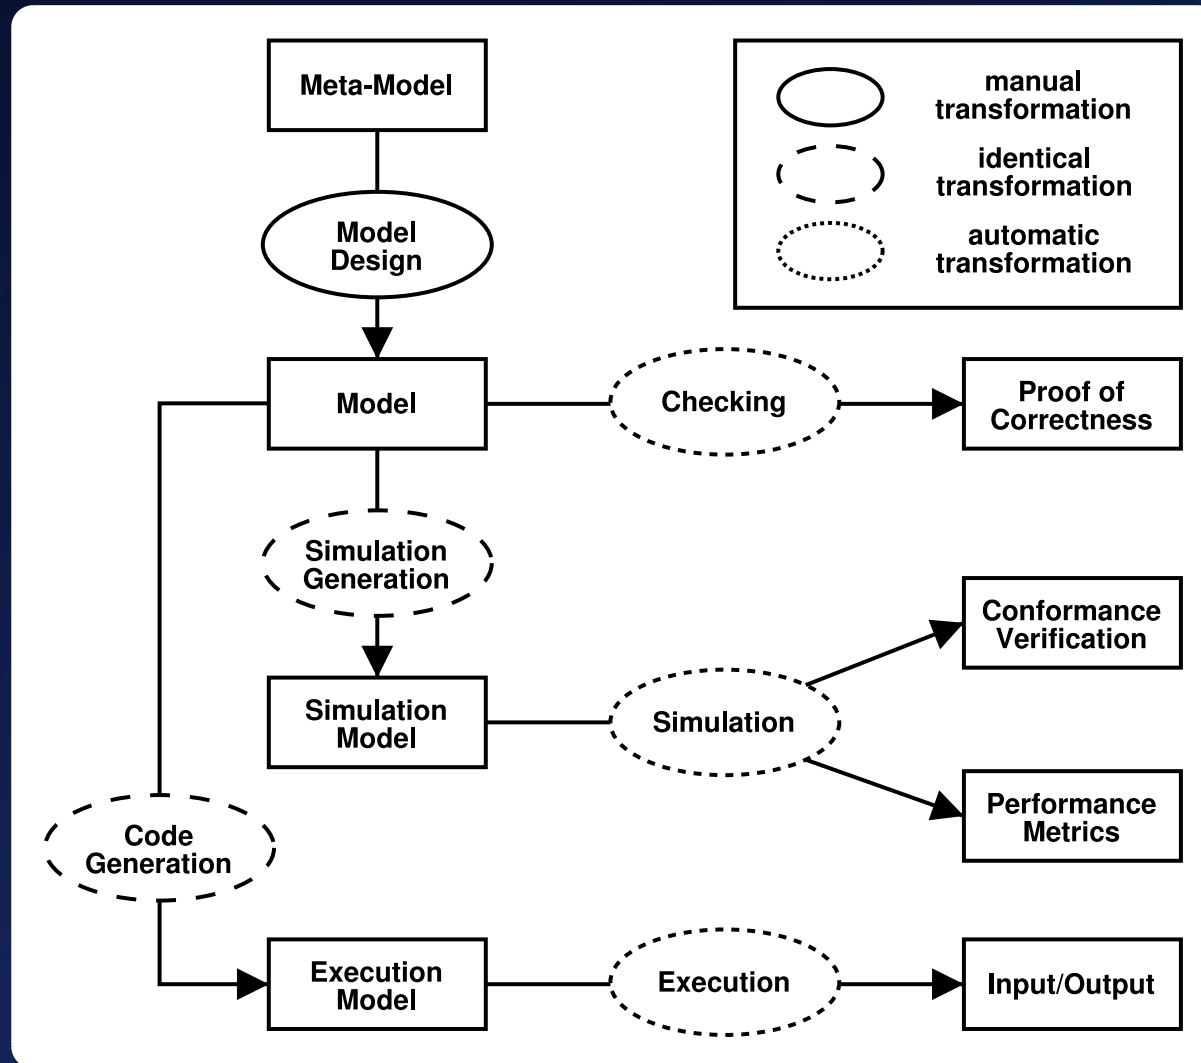 Meta-Model
manual
transformation
identical
transformation
automatic
transformation
Model
Design
Model
Checking
Proof of
Correctness
Simulation
Generation
Conformance
Verification
Simulation
Model
Simulation
Performance
Metrics
Code
Generation
Execution
Model
Execution
Input/Output